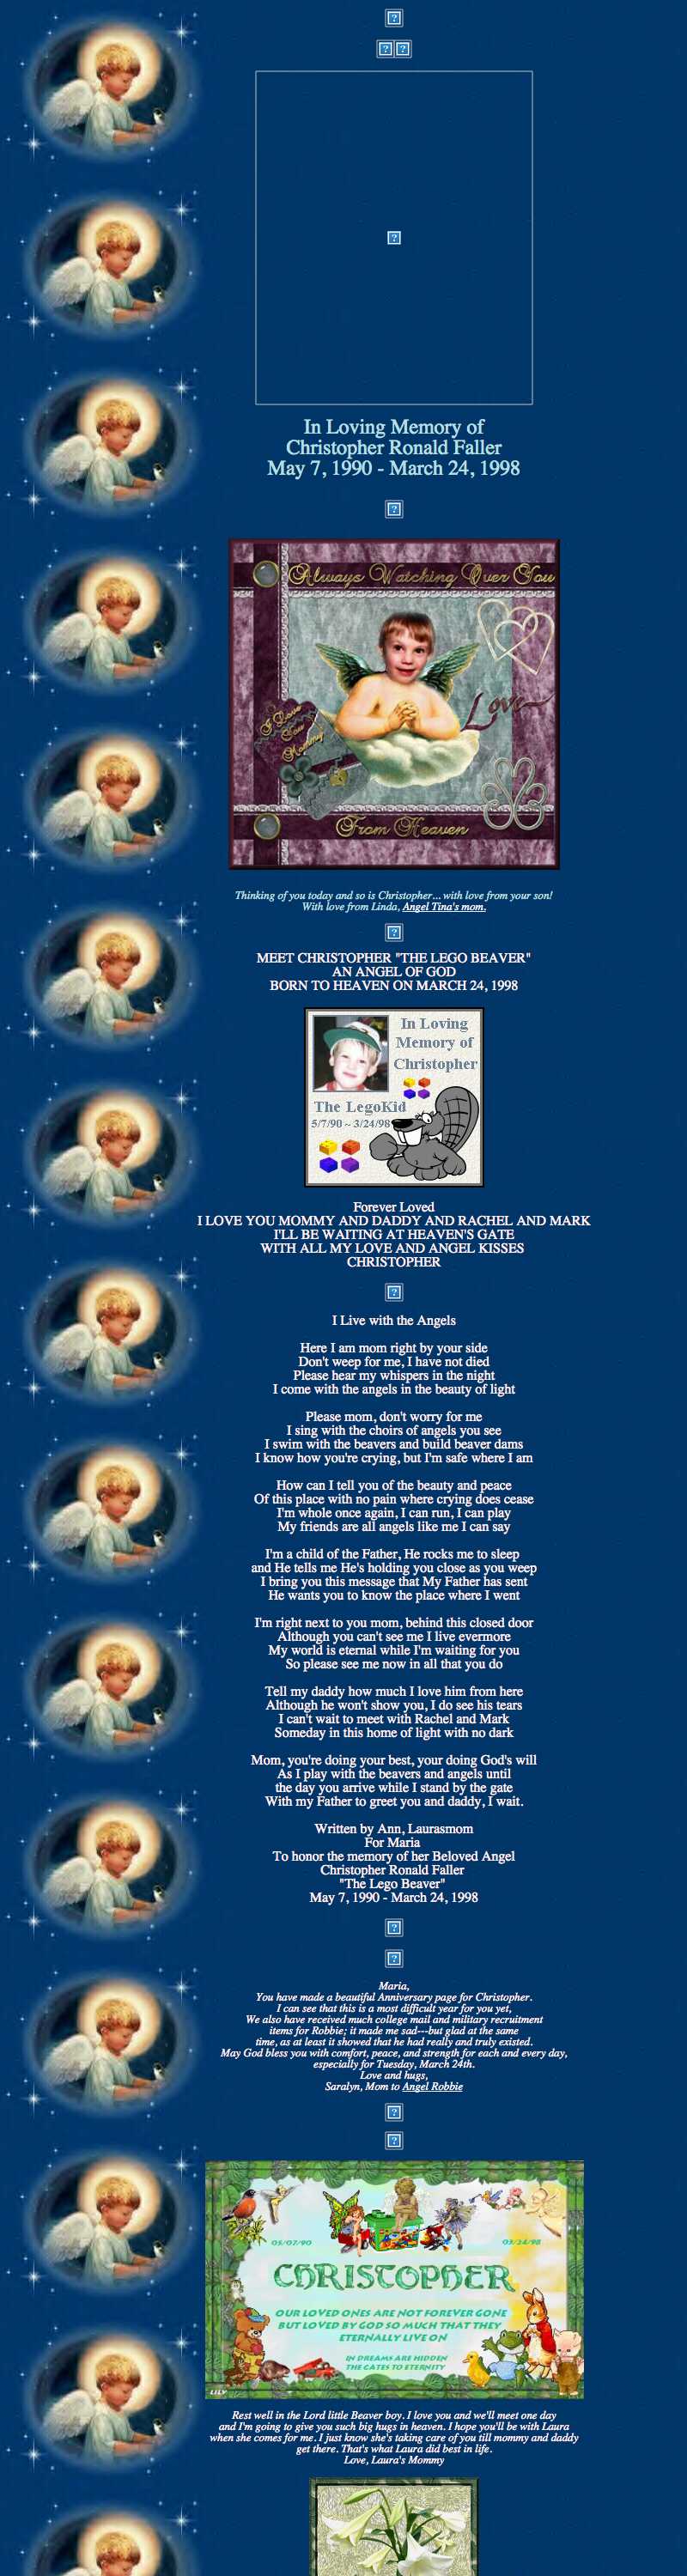 In Loving Memory of
Christopher Ronald Faller
May 7, 1990 - March 24, 1998
Always Watching Over You
Love
I Love
You
Mommy
From Heaven
Thinking of you today and so is Christopher... with love from your son!
With love from Linda, Angel Tina's mom.
MEET CHRISTOPHER "THE LEGO BEAVER"
AN ANGEL OF GOD
BORN TO HEAVEN ON MARCH 24, 1998
In Loving
Memory of
Christopher
The LegoKid
5/7/90 ~ 3/24/98
Forever Loved
I LOVE YOU MOMMY AND DADDY AND RACHEL AND MARK
I'LL BE WAITING AT HEAVEN'S GATE
WITH ALL MY LOVE AND ANGEL KISSES
CHRISTOPHER
I Live with the Angels
Here I am mom right by your side
Don't weep for me, I have not died
Please hear my whispers in the night
I come with the angels in the beauty of light
Please mom, don't worry for me
I sing with the choirs of angels you see
I swim with the beavers and build beaver dams
I know how you're crying, but I'm safe where I am
How can I tell you of the beauty and peace
Of this place with no pain where crying does cease
I'm whole once again, I can run, I can play
My friends are all angels like me I can say
I'm a child of the Father, He rocks me to sleep
and He tells me He's holding you close as you weep
I bring you this message that My Father has sent
He wants you to know the place where I went
I'm right next to you mom, behind this closed door
Although you can't see me I live evermore
My world is eternal while I'm waiting for you
So please see me now in all that you do
Tell my daddy how much I love him from here
Although he won't show you, I do see his tears
I can't wait to meet with Rachel and Mark
Someday in this home of light with no dark
Mom, you're doing your best, your doing God's will
As I play with the beavers and angels until
the day you arrive while I stand by the gate
With my Father to greet you and daddy, I wait.
Written by Ann, Laurasmom
For Maria
To honor the memory of her Beloved Angel
Christopher Ronald Faller
"The Lego Beaver"
May 7, 1990 - March 24, 1998
Maria,
You have made a beautiful Anniversary page for Christopher.
I can see that this is a most difficult year for you yet,
We also have received much college mail and military recruitment
items for Robbie; it made me sad---but glad at the same
time, as at least it showed that he had really and truly existed.
May God bless you with comfort, peace, and strength for each and every day,
especially for Tuesday, March 24th.
Love and hugs,
Saralyn, Mom to Angel Robbie
05/07/90
03/24/98
CHRISTOPHER
OUR LOVED ONES ARE NOT FOREVER GONE
BUT LOVED BY GOD SO MUCH THAT THEY
ETERNALLY LIVE ON
IN DREAMS ARE HIDDEN
THE GATES TO ETERNITY
LILY
Rest well in the Lord little Beaver boy. I love you and we'll meet one day
and I'm going to give you such big hugs in heaven. I hope you'll be with Laura
when she comes for me. I just know she's taking care of you till mommy and daddy
get there. That's what Laura did best in life.
Love, Laura's Mommy